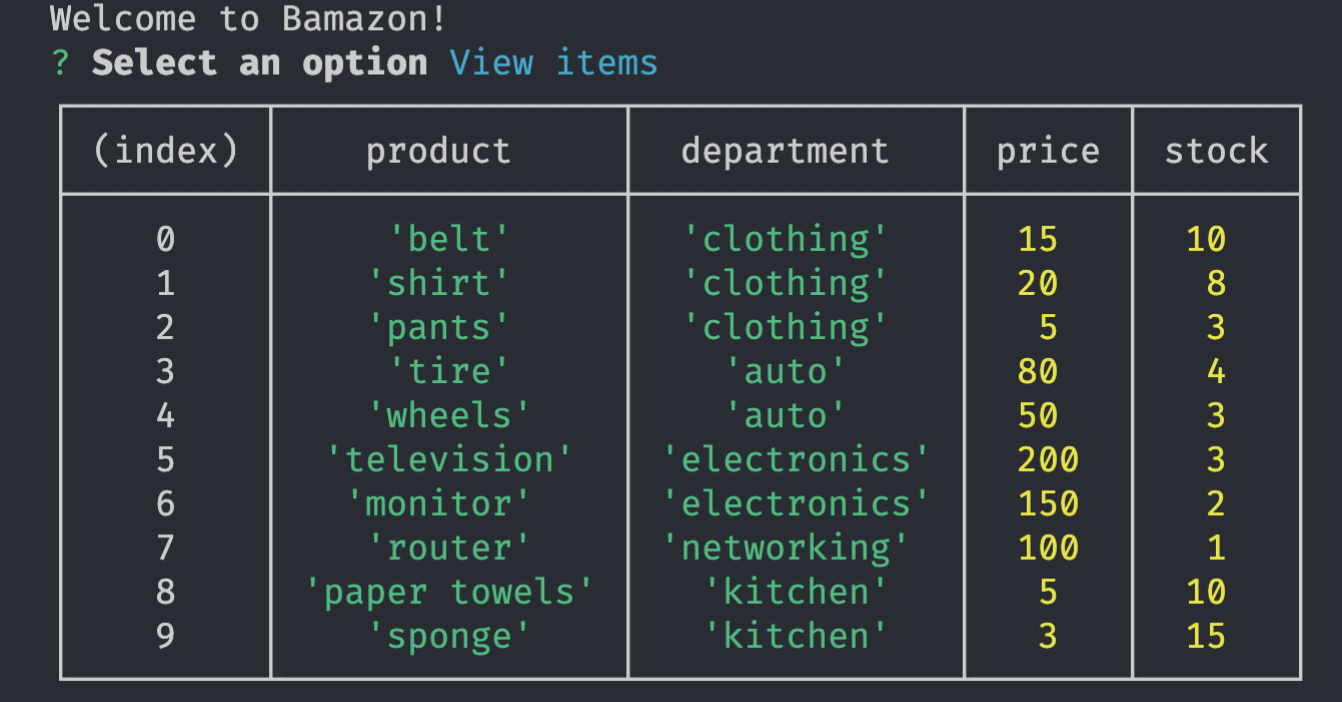 Welcome to Bamazon!
? Select an option View items
(index) product department price stock
0 'belt' 'clothing' 15 10
1 'shirt' 'clothing' 20 8
2 'pants' 'clothing' 5 3
3 'tire' 'auto' 80 4
4 'wheels' 'auto' 50 3
5 'television' 'electronics' 200 3
6 'monitor' 'electronics' 150 2
7 'router' 'networking' 100 1
8 'paper towels' 'kitchen' 5 10
9 'sponge' 'kitchen' 3 15